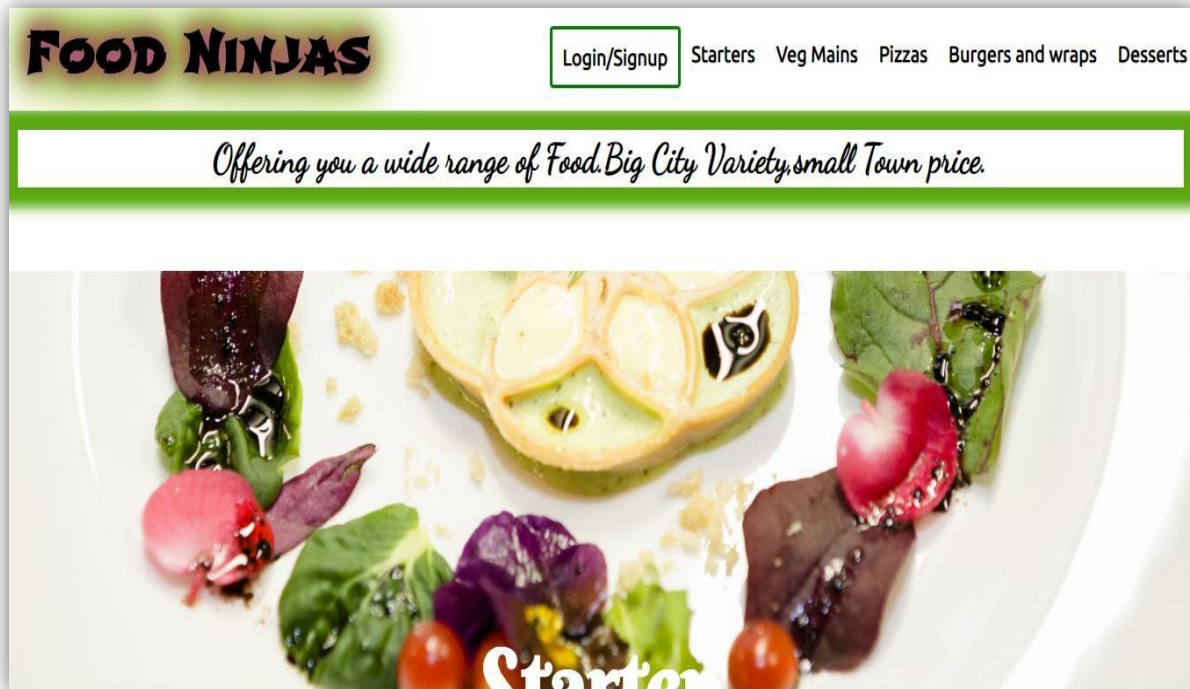 FOOD NINJAS
Login/Signup Starters Veg Mains Pizzas Burgers and wraps Desserts
Offering you a wide range of Food.Big City Variety,small Town price.